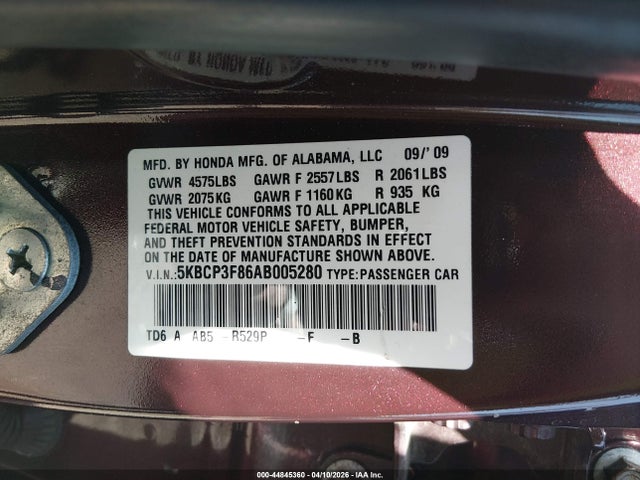 MFD. BY HONDA MFG. OF ALABAMA, LLC 09/'09
GVWR 4575LBS GAWR F 2557LBS R 2061LBS
GVWR 2075KG GAWR F 1160KG R 935 KG
THIS VEHICLE CONFORMS TO ALL APPLICABLE
FEDERAL MOTOR VEHICLE SAFETY, BUMPER,
AND THEFT PREVENTION STANDARDS IN EFFECT
ON THE DATE OF MANUFACTURE SHOWN ABOVE.
V.I.N.:5KBCP3F86AB005280 TYPE:PASSENGER CAR
TD6 A AB5 -R529P -F -B
000-44845360 - 04/10/2026 - IAA Inc.